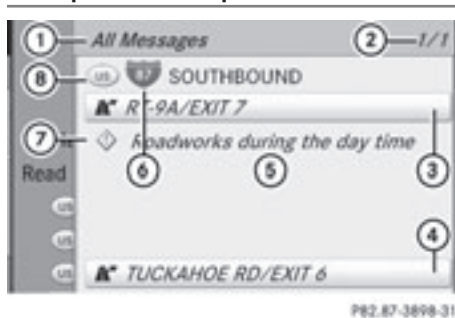 1 All Messages 2 1/1
8 US 87 SOUTHBOUND
RT-9A/EXIT 7
7 Roadworks during the day time
Read 6 5 3
US
US 4
US TUCKAHOE RD/EXIT 6
P82.87-3898-31